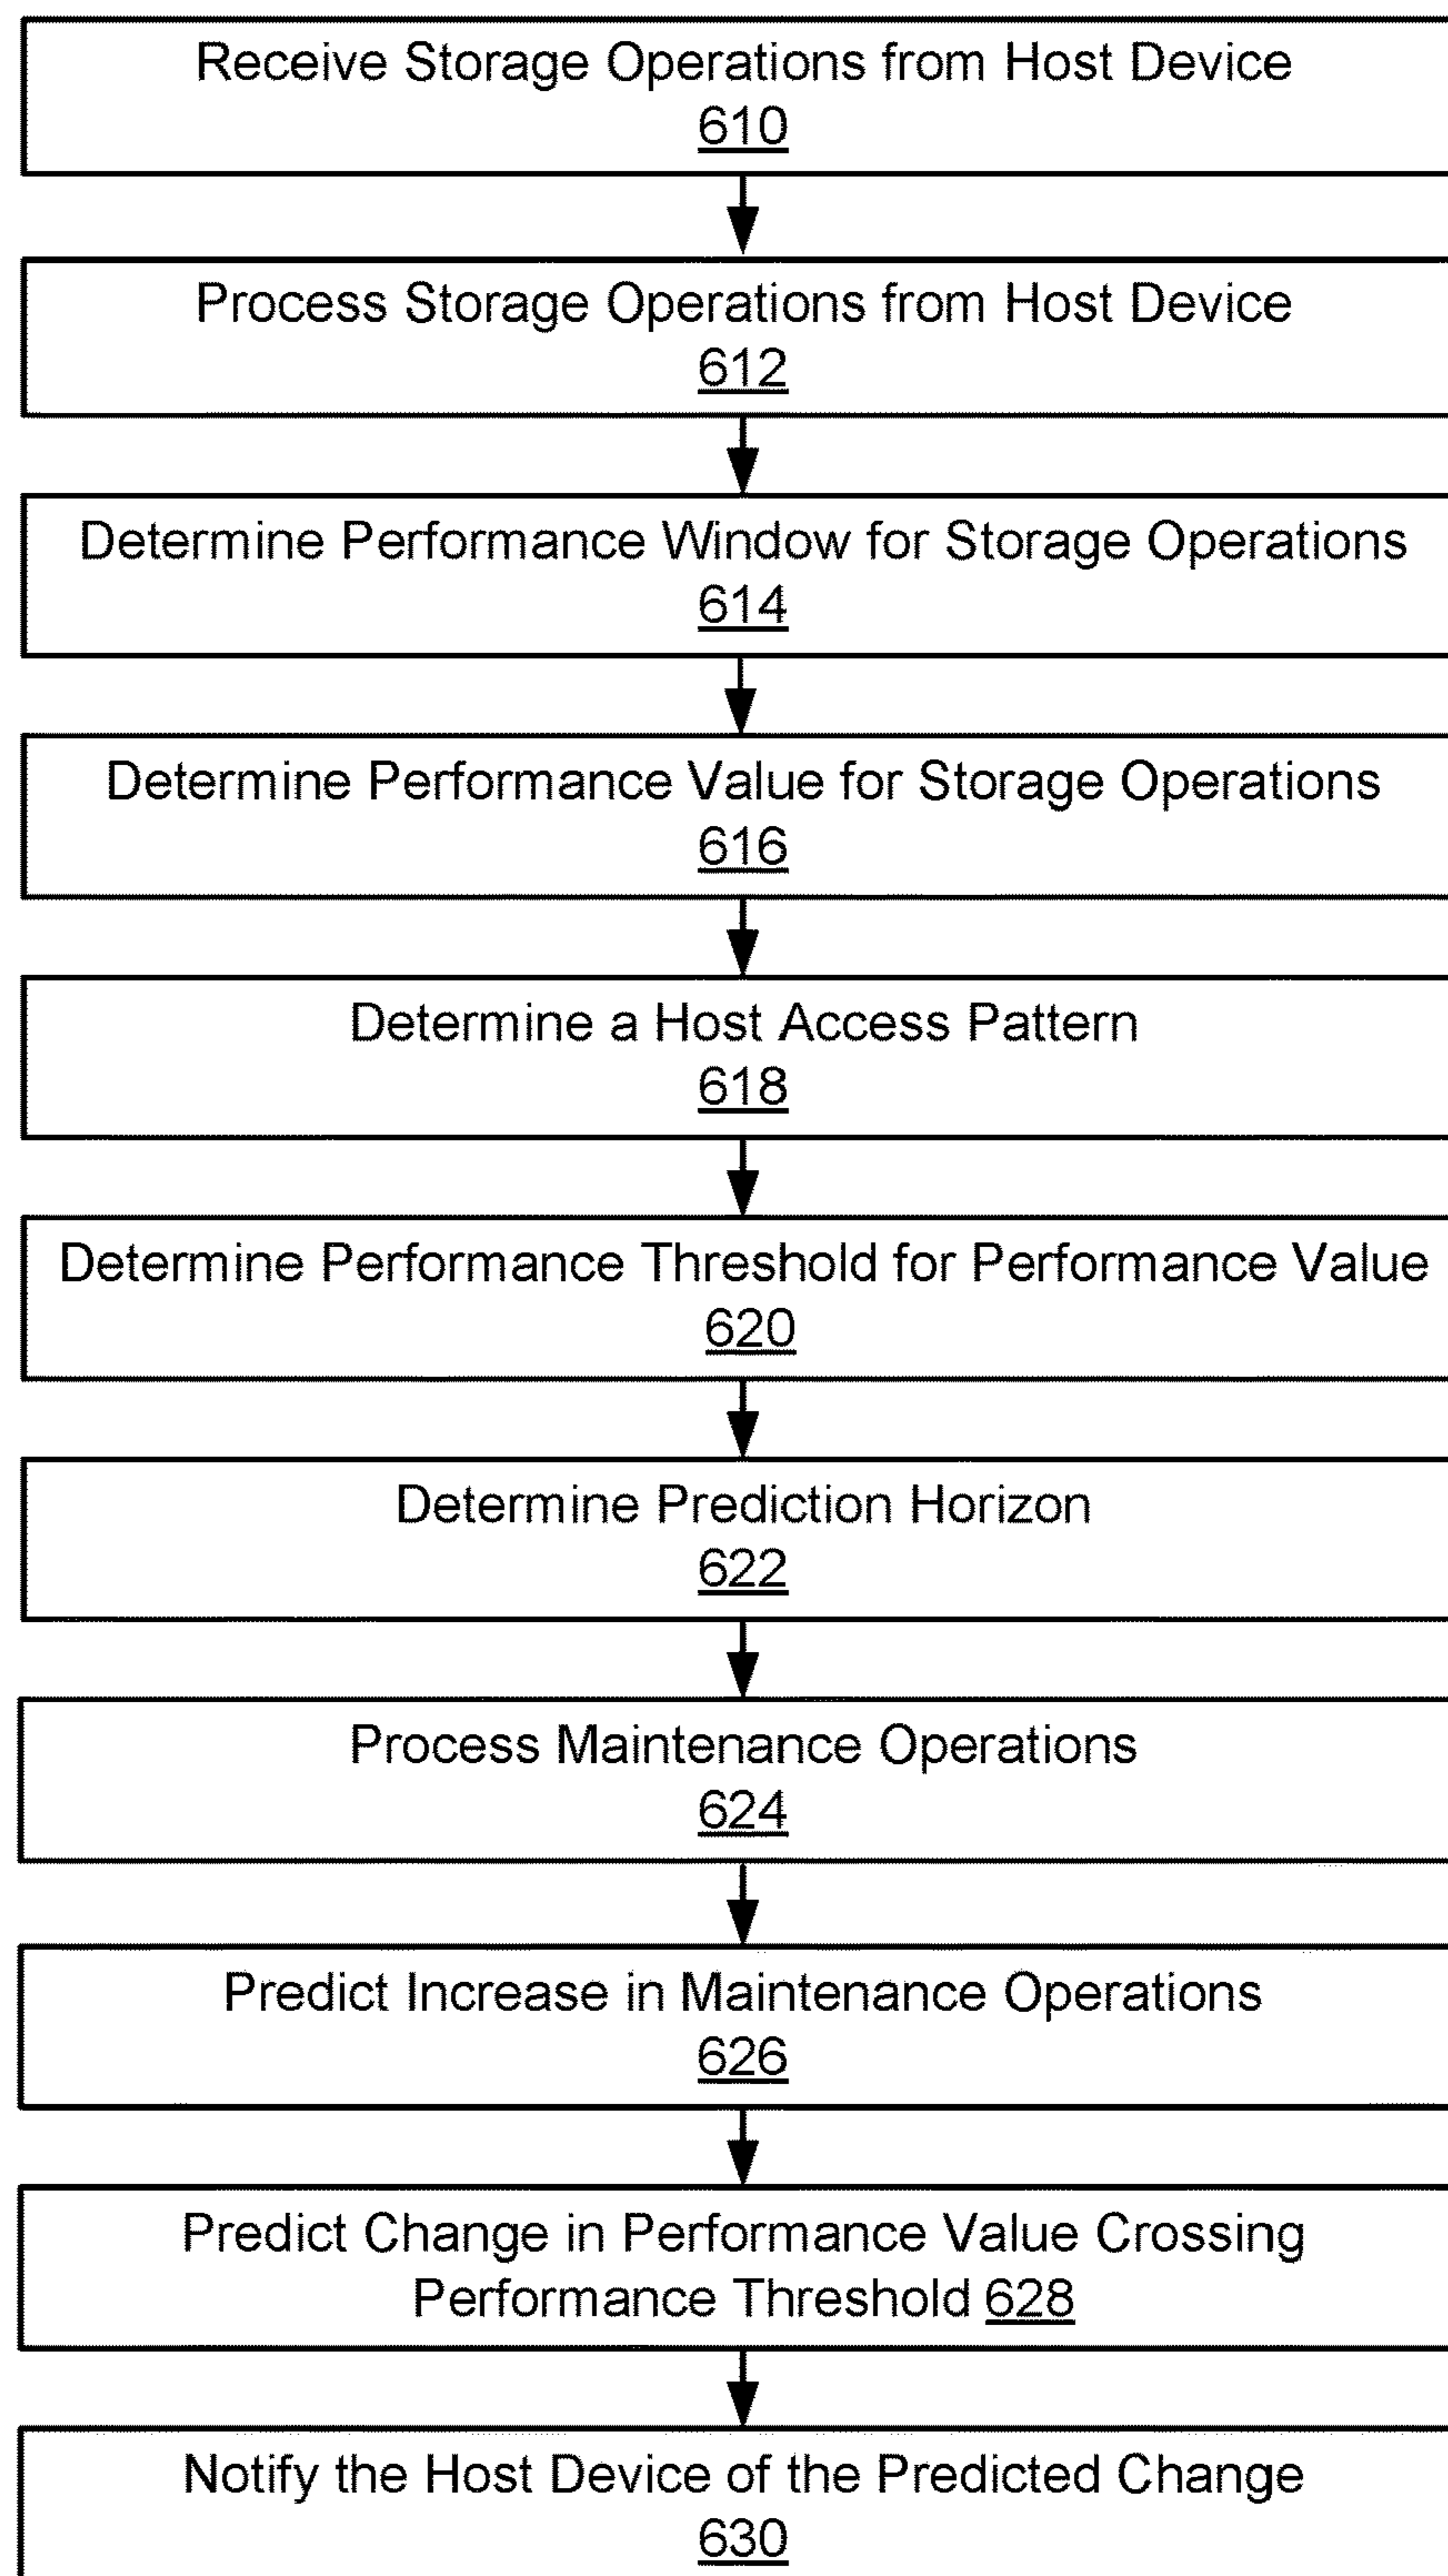 Receive Storage Operations from Host Device
610
Process Storage Operations from Host Device
612
Determine Performance Window for Storage Operations
614
Determine Performance Value for Storage Operations
616
Determine a Host Access Pattern
618
Determine Performance Threshold for Performance Value
620
Determine Prediction Horizon
622
Process Maintenance Operations
624
Predict Increase in Maintenance Operations
626
Predict Change in Performance Value Crossing
Performance Threshold 628
Notify the Host Device of the Predicted Change
630